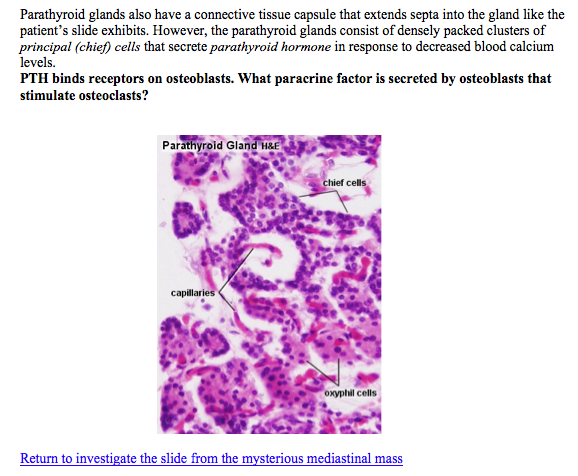 Parathyroid glands also have a connective tissue capsule that extends septa into the gland like the
patient's slide exhibits. However, the parathyroid glands consist of densely packed clusters of
principal (chief) cells that secrete parathyroid hormone in response to decreased blood calcium
levels.
PTH binds receptors on osteoblasts. What paracrine factor is secreted by osteoblasts that
stimulate osteoclasts?
Parathyroid Gland H&E
chief cells
capillaries
oxyphil cells
Return to investigate the slide from the mysterious mediastinal mass